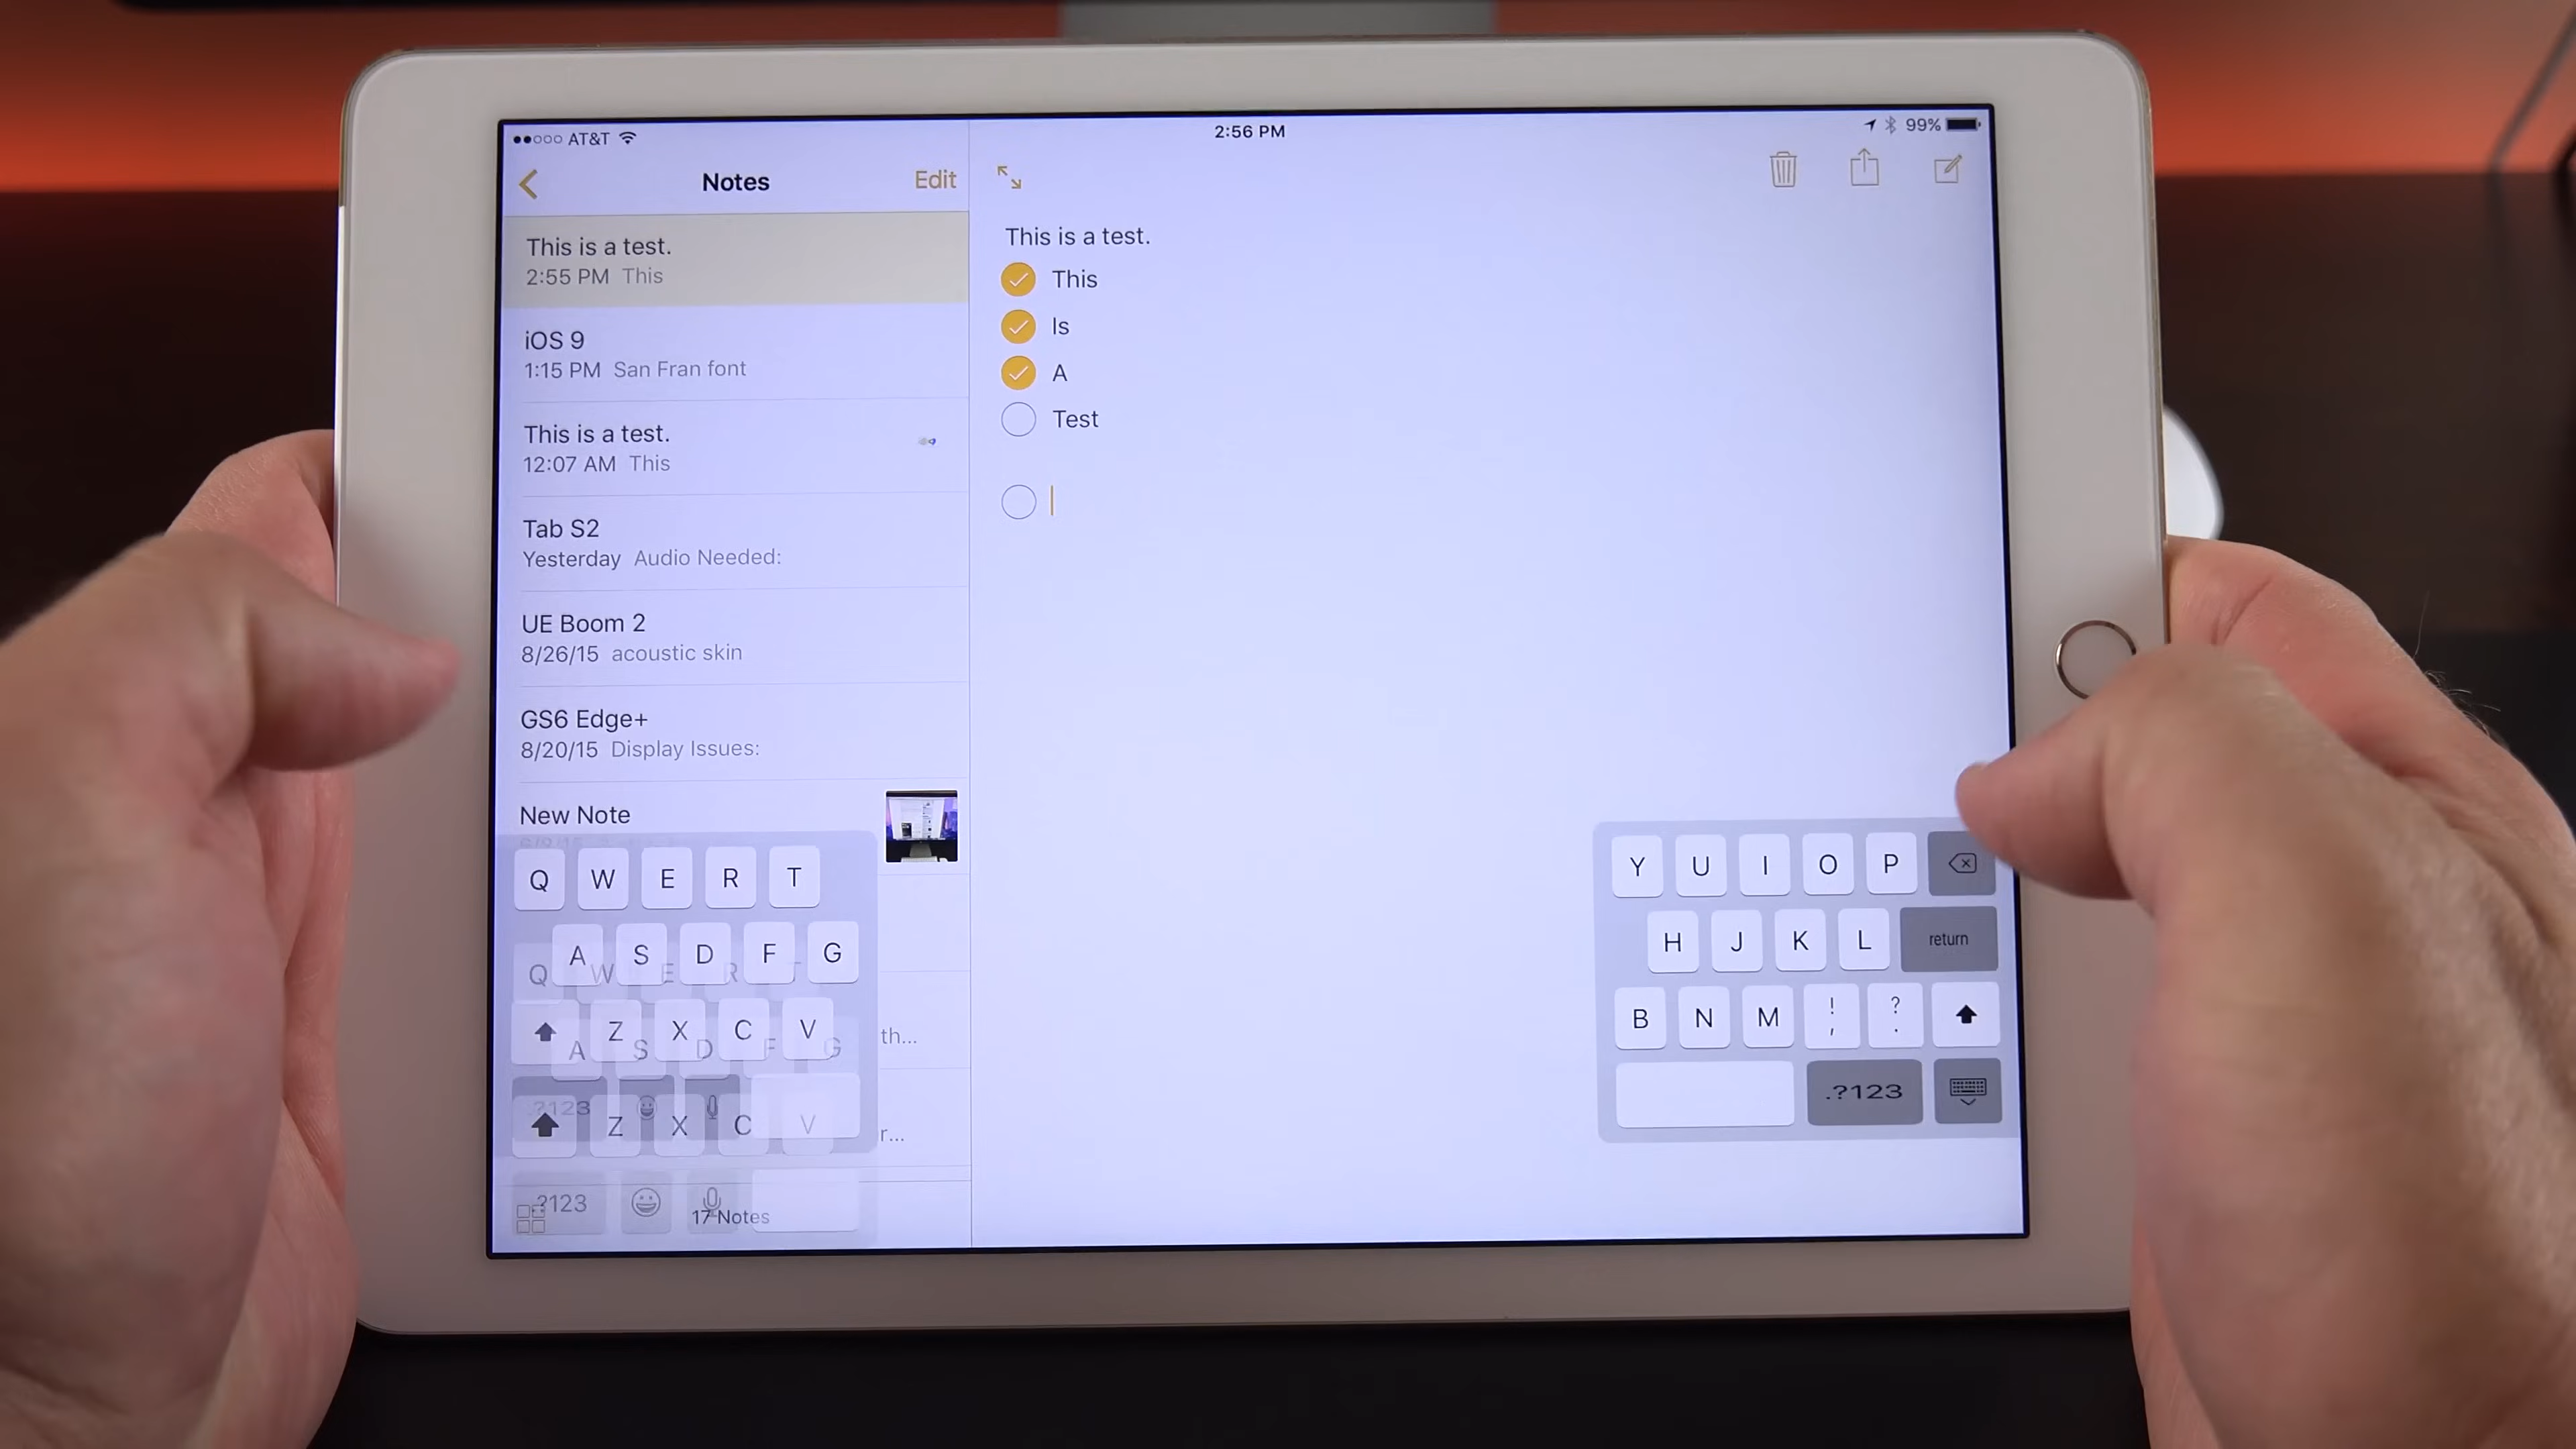 AT&T
2:56 PM
99%
Notes
Edit
This is a test.
2:55 PM This
iOS 9
1:15 PM San Fran font
This is a test.
12:07 AM This
Tab S2
Yesterday Audio Needed:
UE Boom 2
8/26/15 acoustic skin
GS6 Edge+
8/20/15 Display Issues:
New Note
th...
r...
17 Notes
This is a test.
This
Is
A
Test
Q W E R T
A S D F G
Q W E R T
Z X C V
A S D F G
.?123
Z X C V
.?123
Y U I O P
H J K L return
B N M ! , ? .
.?123